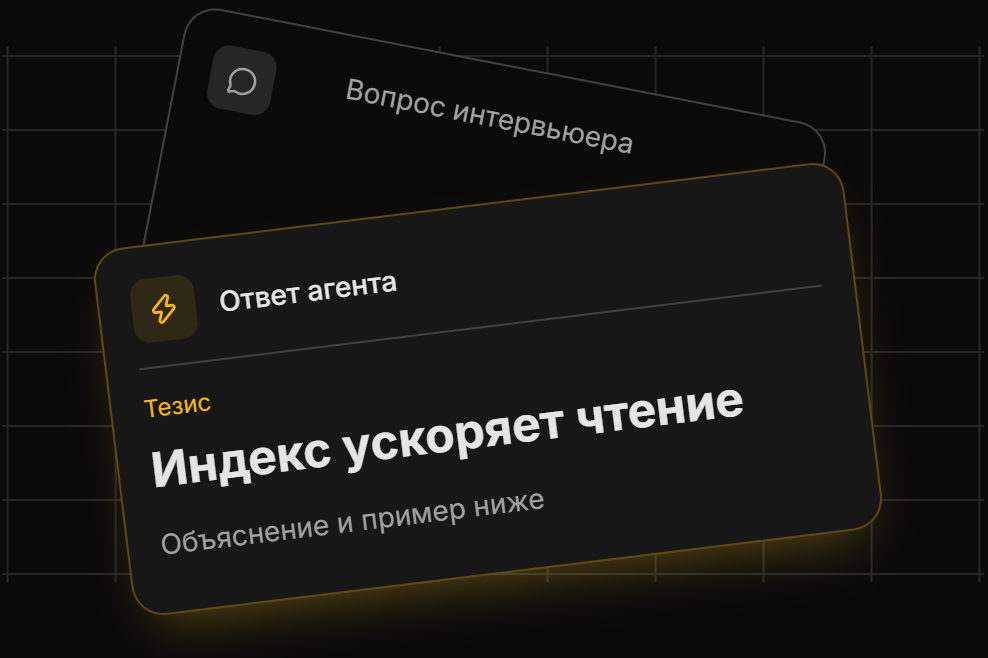 Вопрос интервьюера
Ответ агента
Тезис
Индекс ускоряет чтение
Объяснение и пример ниже